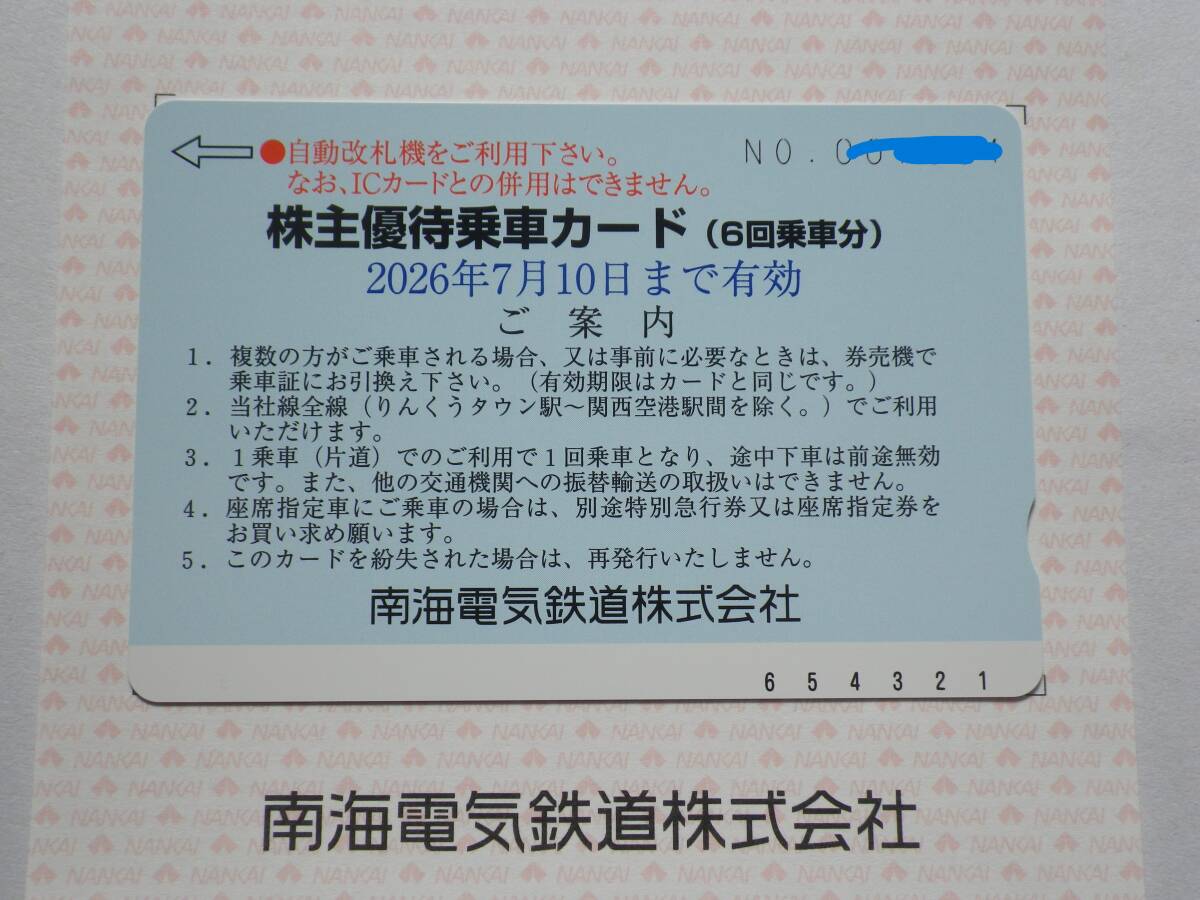 ●自動改札機をご利用下さい。
なお、ICカードとの併用はできません。
NO.
株主優待乗車カード（6回乗車分）
2026年7月10日まで有効
ご 案 内
1．複数の方がご乗車される場合、又は事前に必要なときは、券売機で
乗車証にお引換え下さい。（有効期限はカードと同じです。）
2．当社線全線（りんくうタウン駅～関西空港駅間を除く。）でご利用
いただけます。
3．1乗車（片道）でのご利用で1回乗車となり、途中下車は前途無効
です。また、他の交通機関への振替輸送の取扱いはできません。
4．座席指定車にご乗車の場合は、別途特別急行券又は座席指定券を
お買い求め願います。
5．このカードを紛失された場合は、再発行いたしません。
南海電気鉄道株式会社
6 5 4 3 2 1
南海電気鉄道株式会社
NANKAI